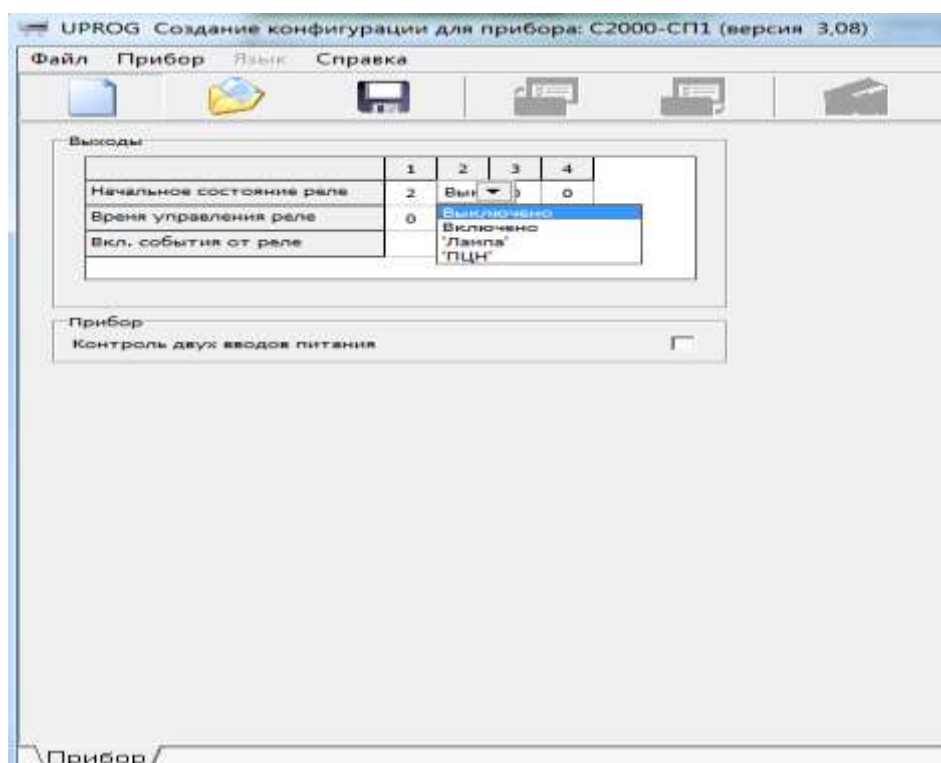 UPROG Создание конфигурации для прибора: С2000-СП1 (версия 3,08)
Файл Прибор Язык Справка
Выходы
1 2 3 4
Начальное состояние реле 2 Вык 0
Время управления реле 0
Выключено
Включено
Вкл. события от реле
'Лампа'
'ПЦН'
Прибор
Контроль двух вводов питания
Прибор